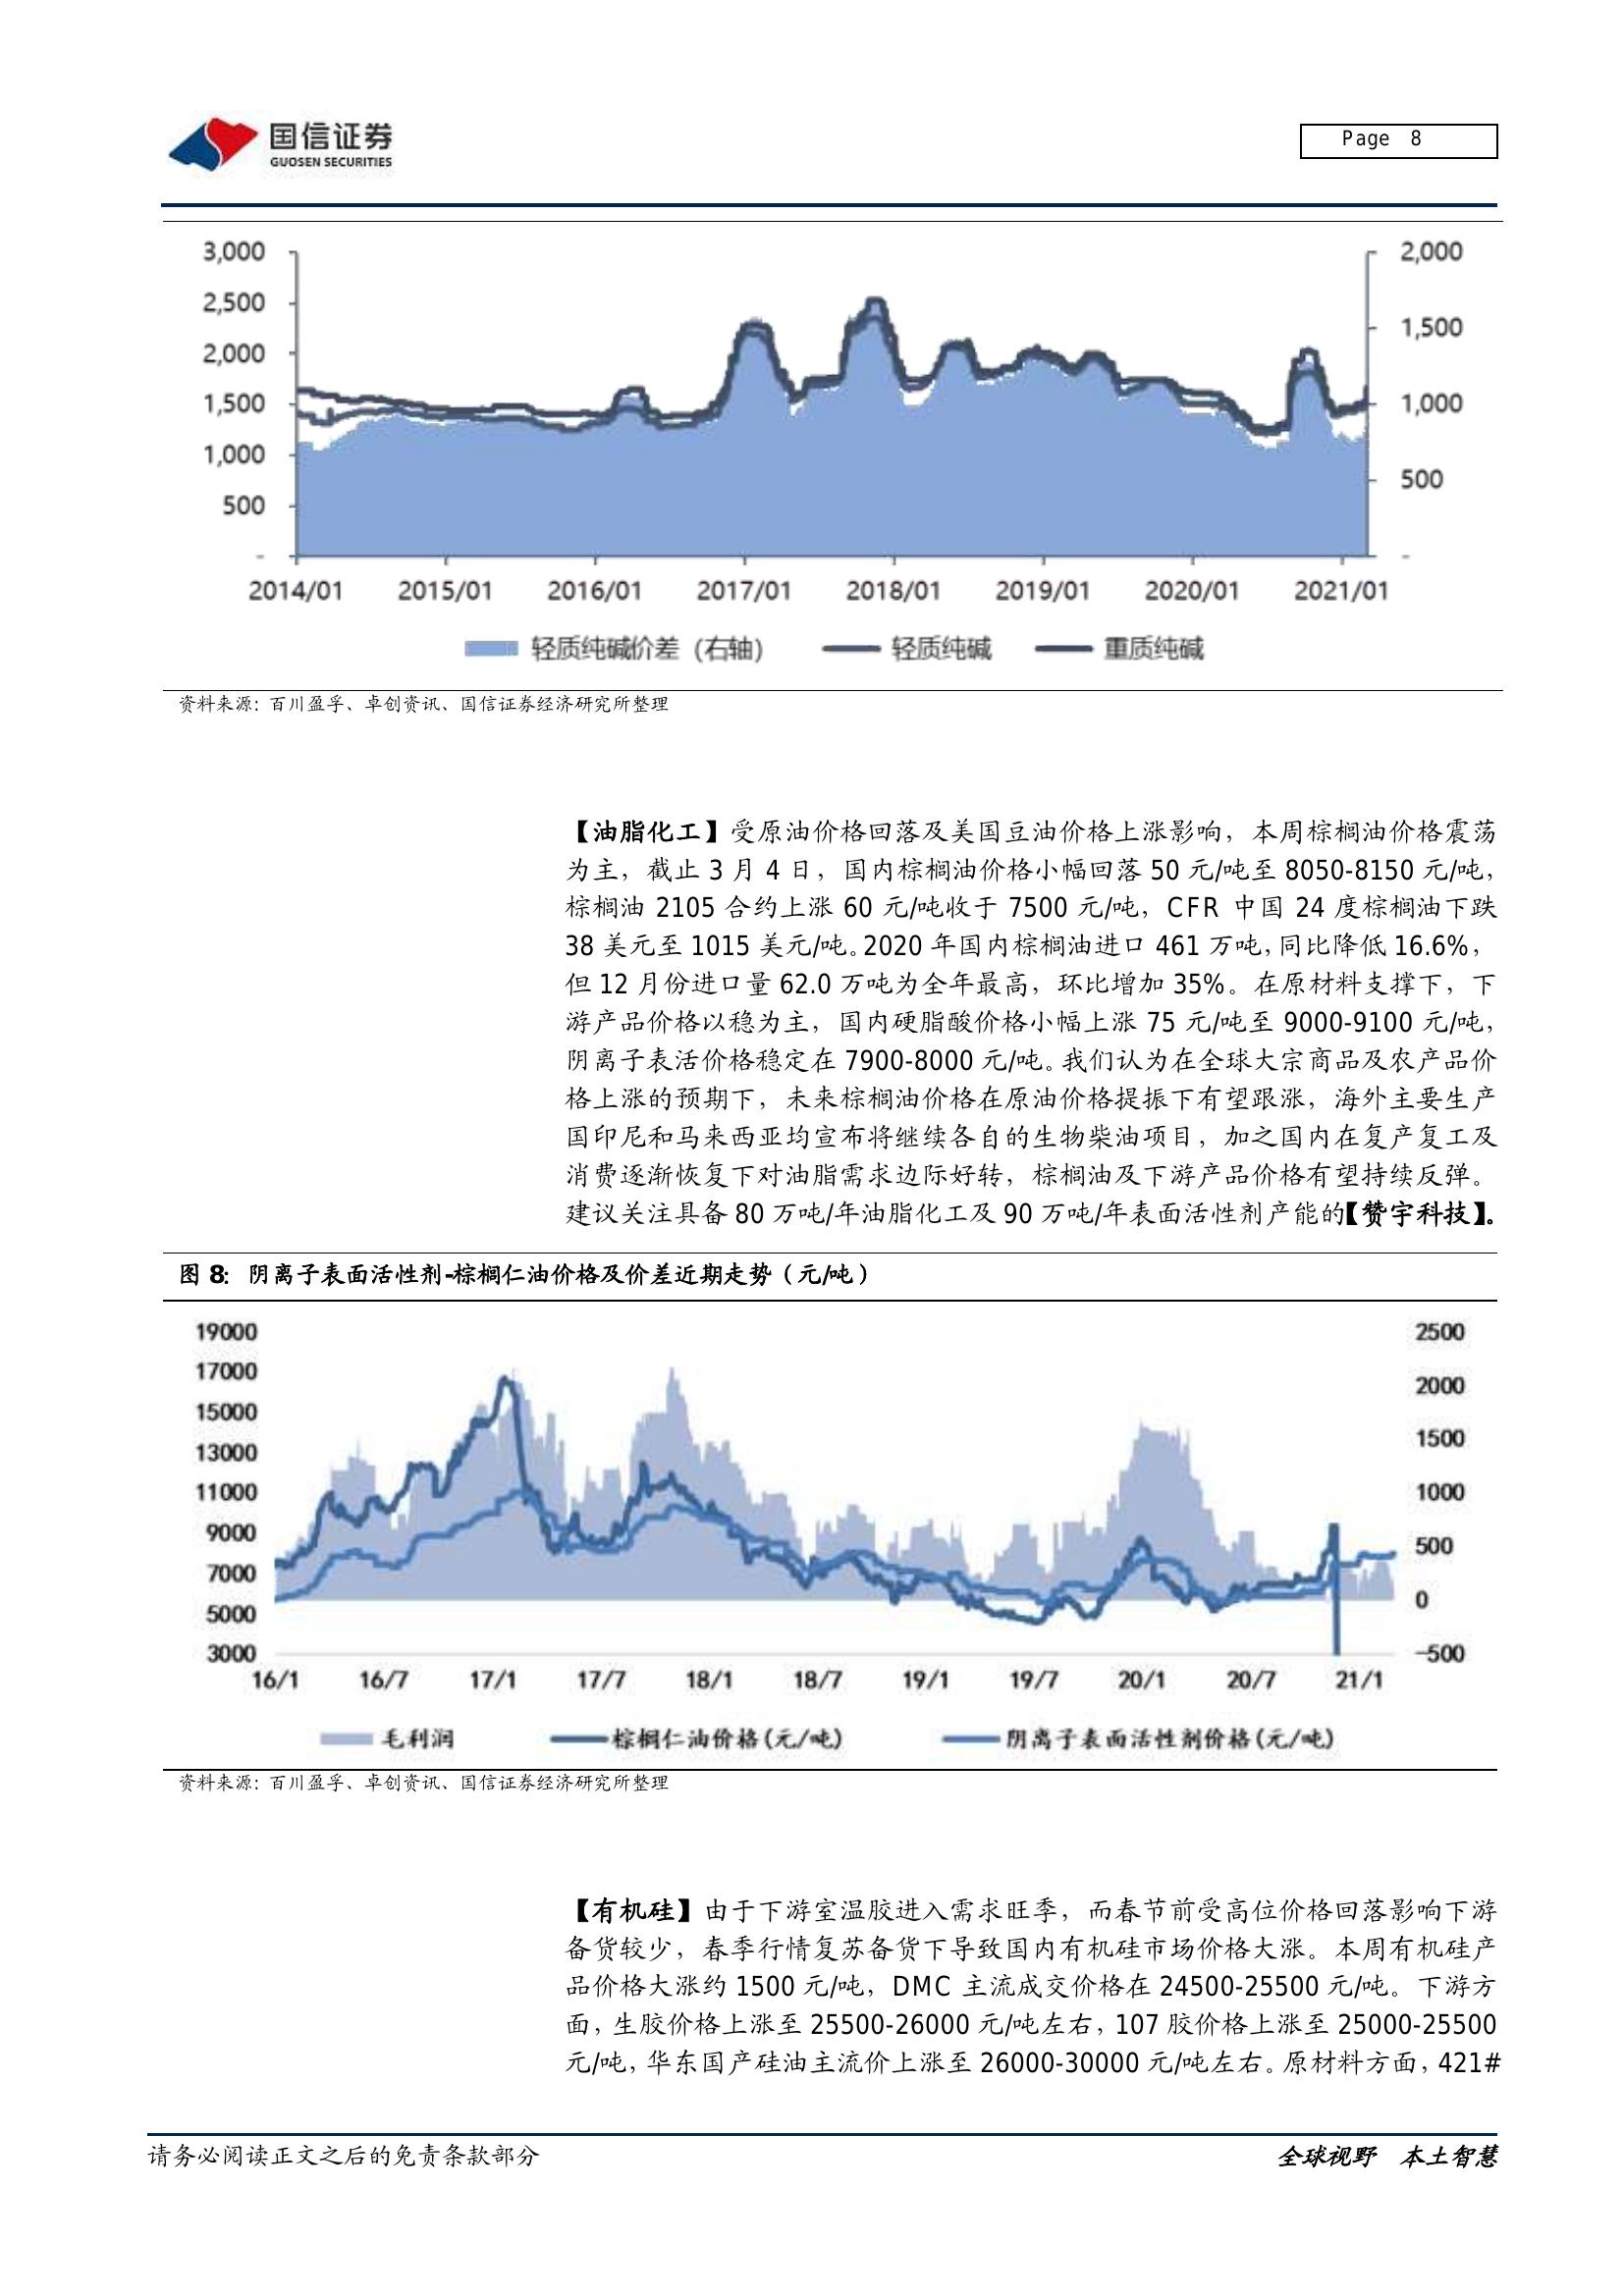 国信证券
GUOSEN SECURITIES
Page 8
3,000
2,500
2,000
1,500
1,000
500
-
2,000
1,500
1,000
500
-
2014/01 2015/01 2016/01 2017/01 2018/01 2019/01 2020/01 2021/01
轻质纯碱价差（右轴） 轻质纯碱 重质纯碱
资料来源：百川盈孚、卓创资讯、国信证券经济研究所整理
【油脂化工】受原油价格回落及美国豆油价格上涨影响，本周棕榈油价格震荡
为主，截止 3 月 4 日，国内棕榈油价格小幅回落 50 元/吨至 8050-8150 元/吨，
棕榈油 2105 合约上涨 60 元/吨收于 7500 元/吨，CFR 中国 24 度棕榈油下跌
38 美元至 1015 美元/吨。2020 年国内棕榈油进口 461 万吨，同比降低 16.6%，
但 12 月份进口量 62.0 万吨为全年最高，环比增加 35%。在原材料支撑下，下
游产品价格以稳为主，国内硬脂酸价格小幅上涨 75 元/吨至 9000-9100 元/吨，
阴离子表活价格稳定在 7900-8000 元/吨。我们认为在全球大宗商品及农产品价
格上涨的预期下，未来棕榈油价格在原油价格提振下有望跟涨，海外主要生产
国印尼和马来西亚均宣布将继续各自的生物柴油项目，加之国内在复产复工及
消费逐渐恢复下对油脂需求边际好转，棕榈油及下游产品价格有望持续反弹。
建议关注具备 80 万吨/年油脂化工及 90 万吨/年表面活性剂产能的【赞宇科技】。
图 8：阴离子表面活性剂-棕榈仁油价格及价差近期走势（元/吨）
19000
17000
15000
13000
11000
9000
7000
5000
3000
2500
2000
1500
1000
500
0
-500
16/1 16/7 17/1 17/7 18/1 18/7 19/1 19/7 20/1 20/7 21/1
毛利润 棕榈仁油价格(元/吨) 阴离子表面活性剂价格(元/吨)
资料来源：百川盈孚、卓创资讯、国信证券经济研究所整理
【有机硅】由于下游室温胶进入需求旺季，而春节前受高位价格回落影响下游
备货较少，春季行情复苏备货下导致国内有机硅市场价格大涨。本周有机硅产
品价格大涨约 1500 元/吨，DMC 主流成交价格在 24500-25500 元/吨。下游方
面，生胶价格上涨至 25500-26000 元/吨左右，107 胶价格上涨至 25000-25500
元/吨，华东国产硅油主流价上涨至 26000-30000 元/吨左右。原材料方面，421#
请务必阅读正文之后的免责条款部分
全球视野 本土智慧